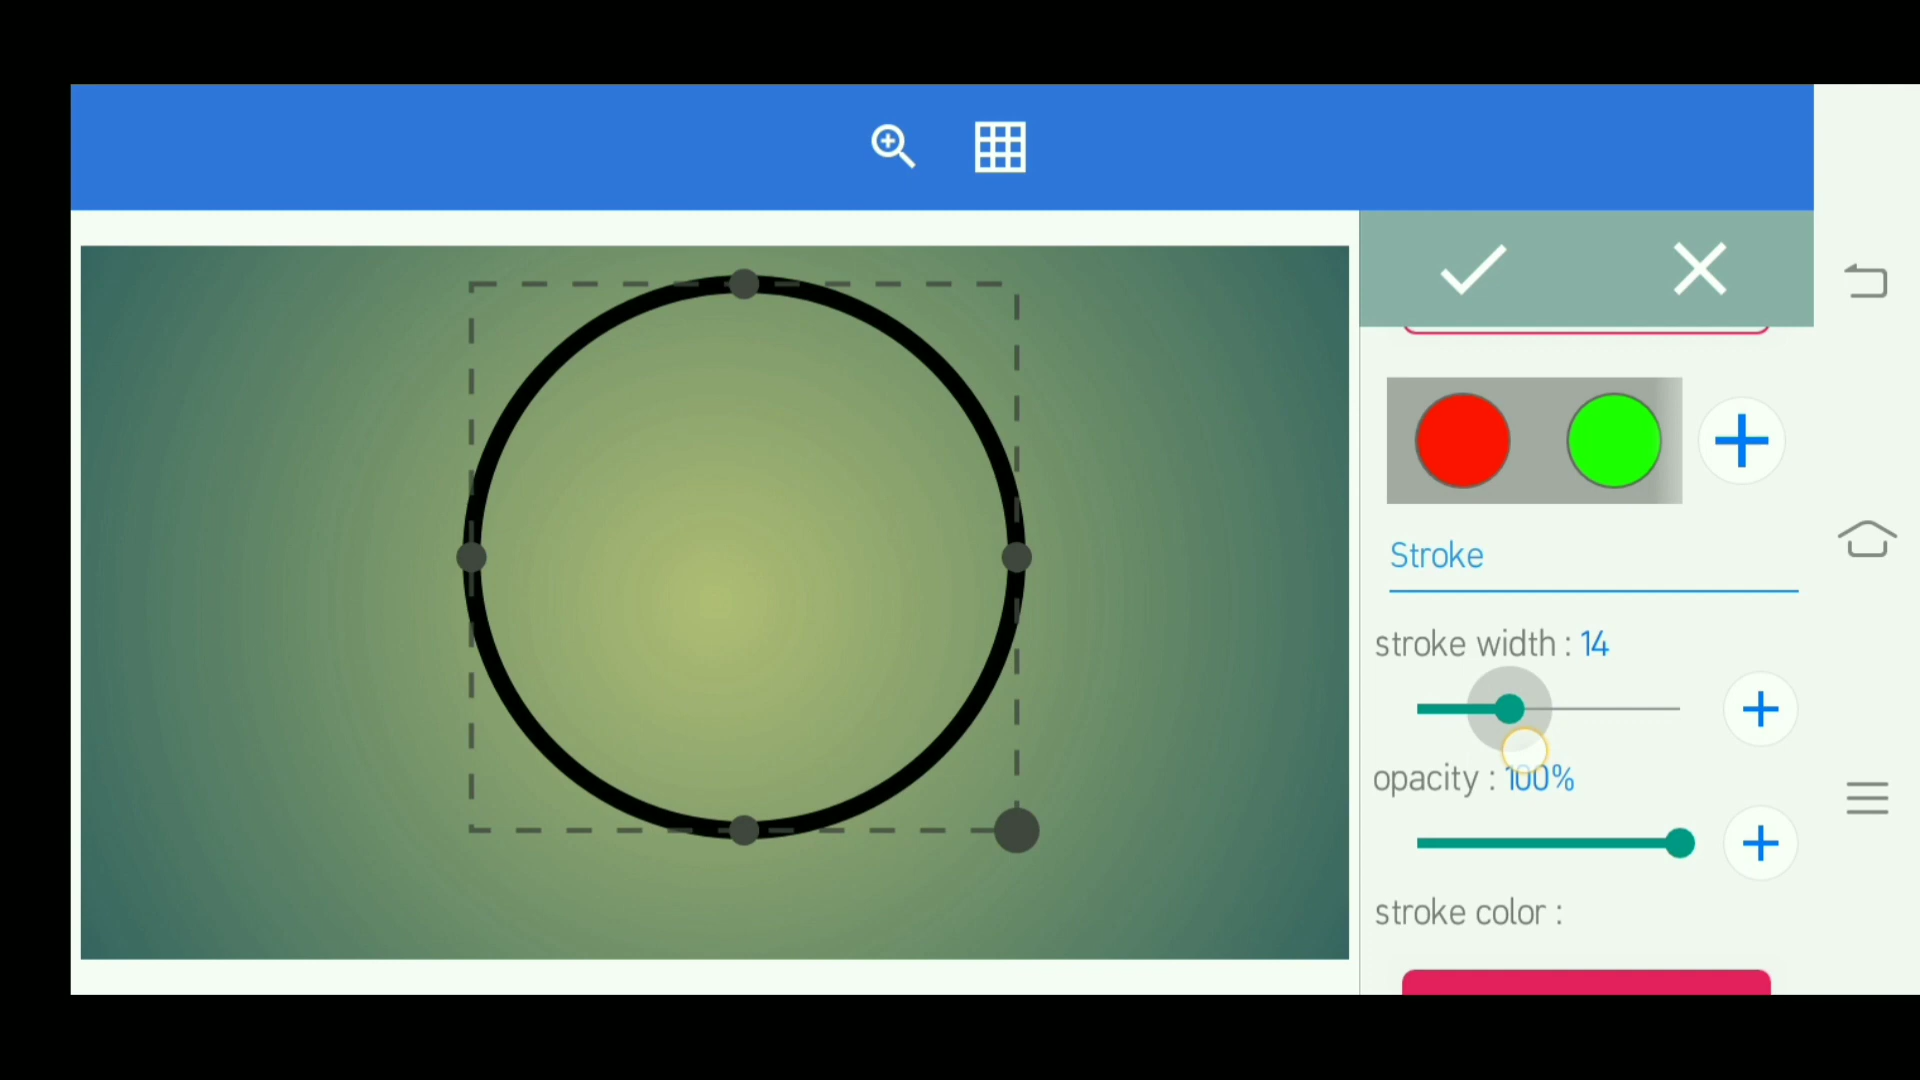 Stroke
stroke width : 14
opacity : 100%
stroke color :